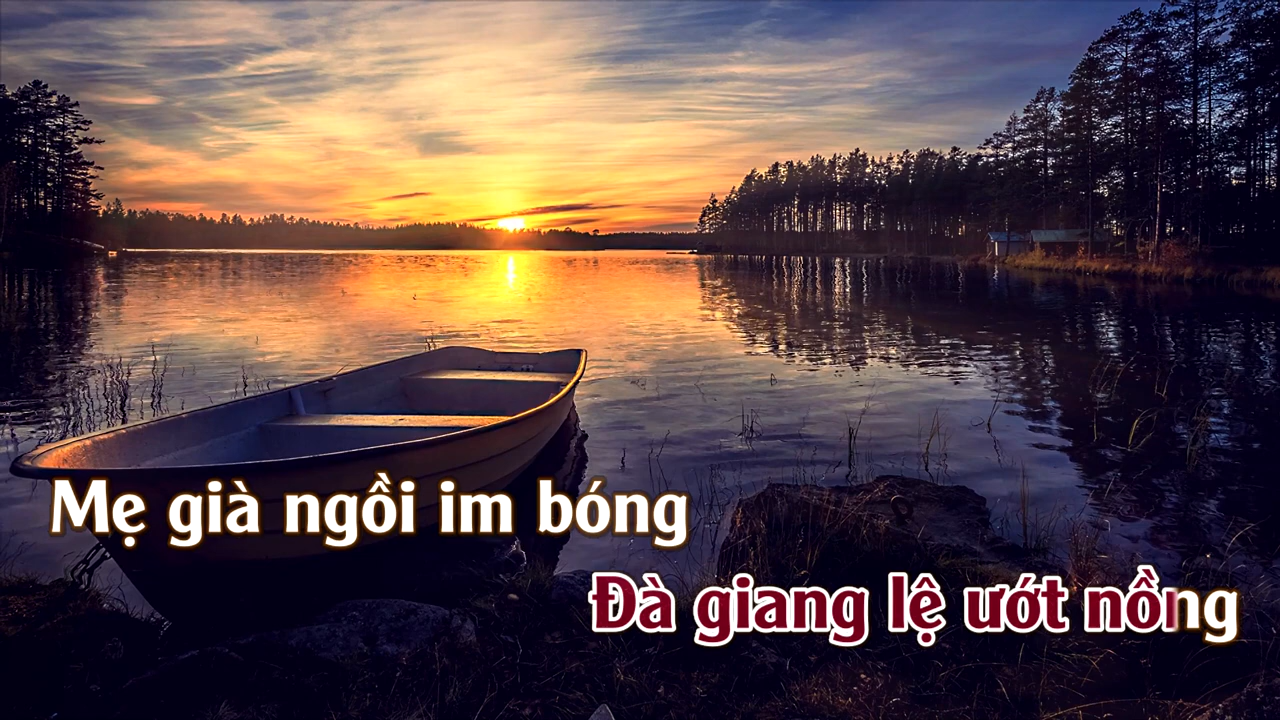 Mẹ già ngồi im bóng
Đà giang lệ ướt nồng